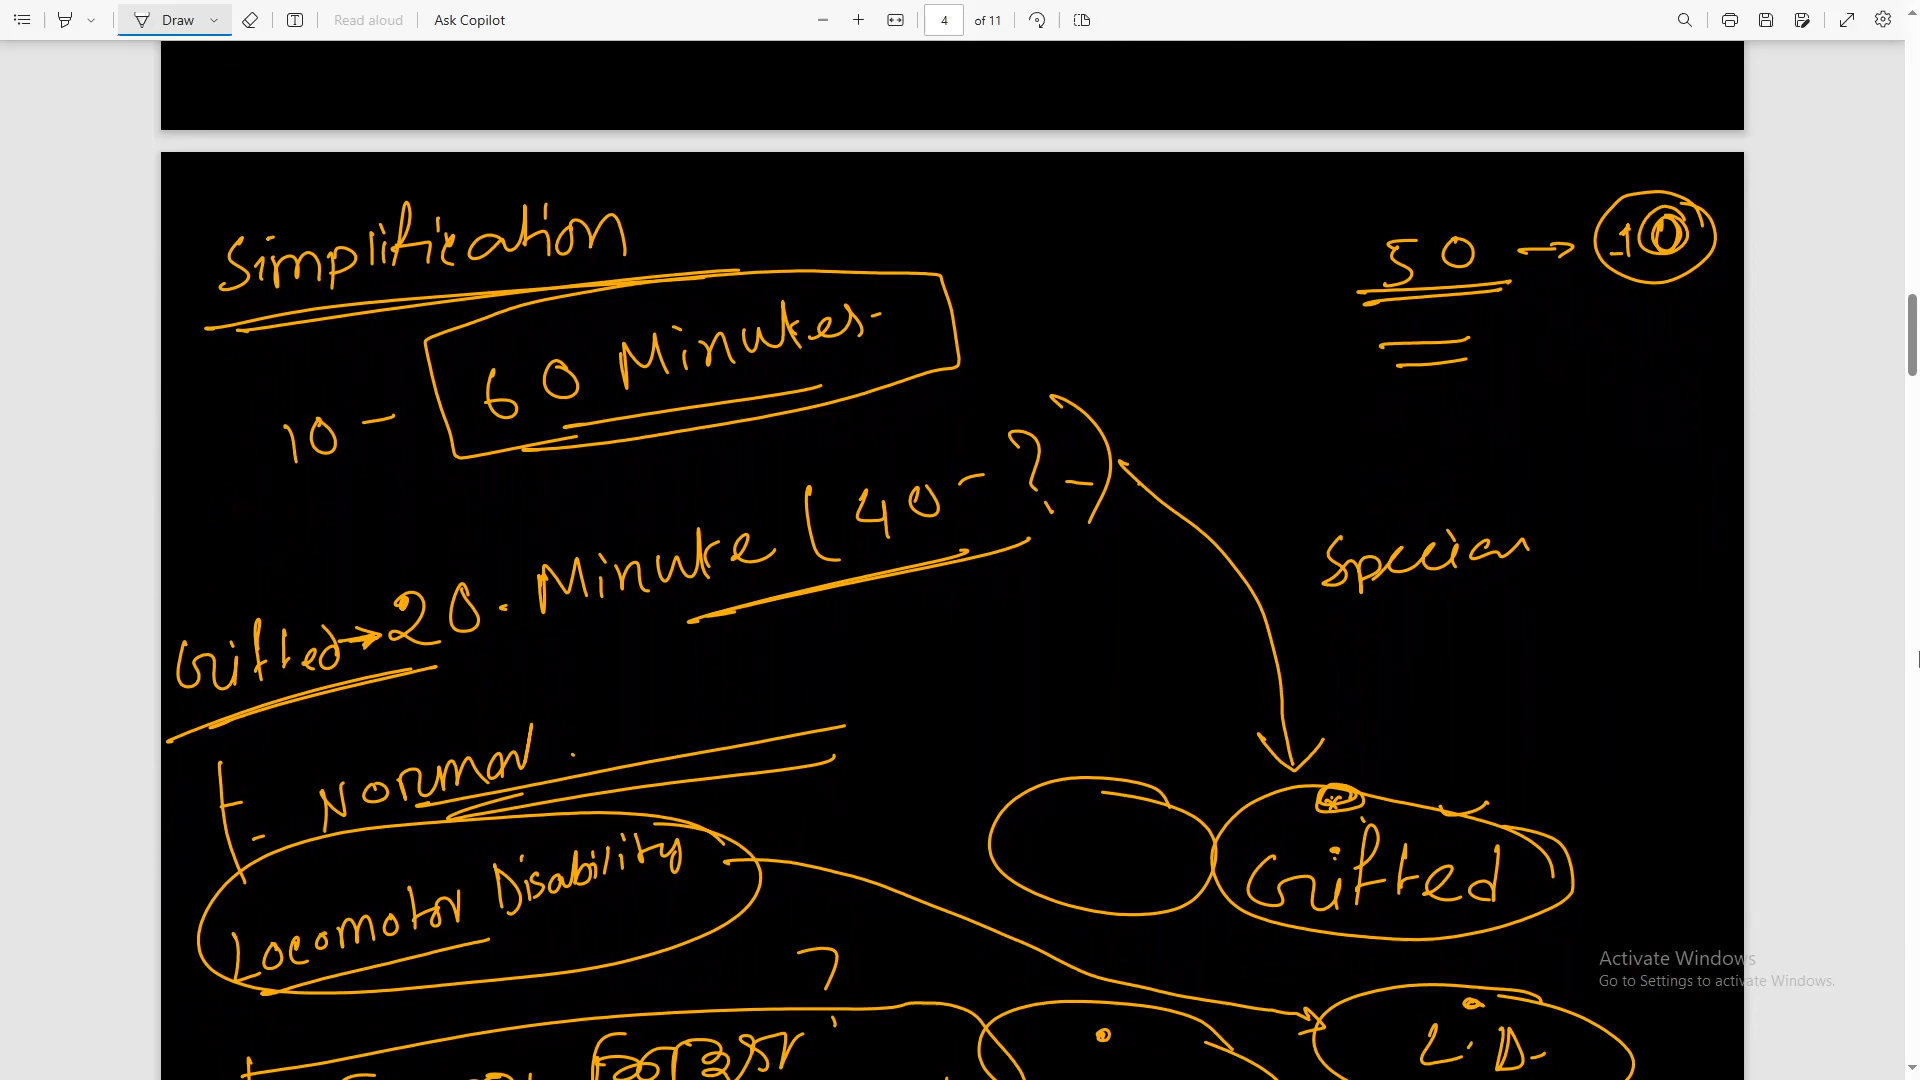 Draw
Read aloud
Ask Copilot
4 of 11
Simplification
50 → 10
10 - 60 Minutes-
Gifted → 20. Minute (40 - ? -)
Special
Normal.
Gifted
Locomotor Disability
?
L.D-
Forest
Activate Windows
Go to Settings to activate Windows.